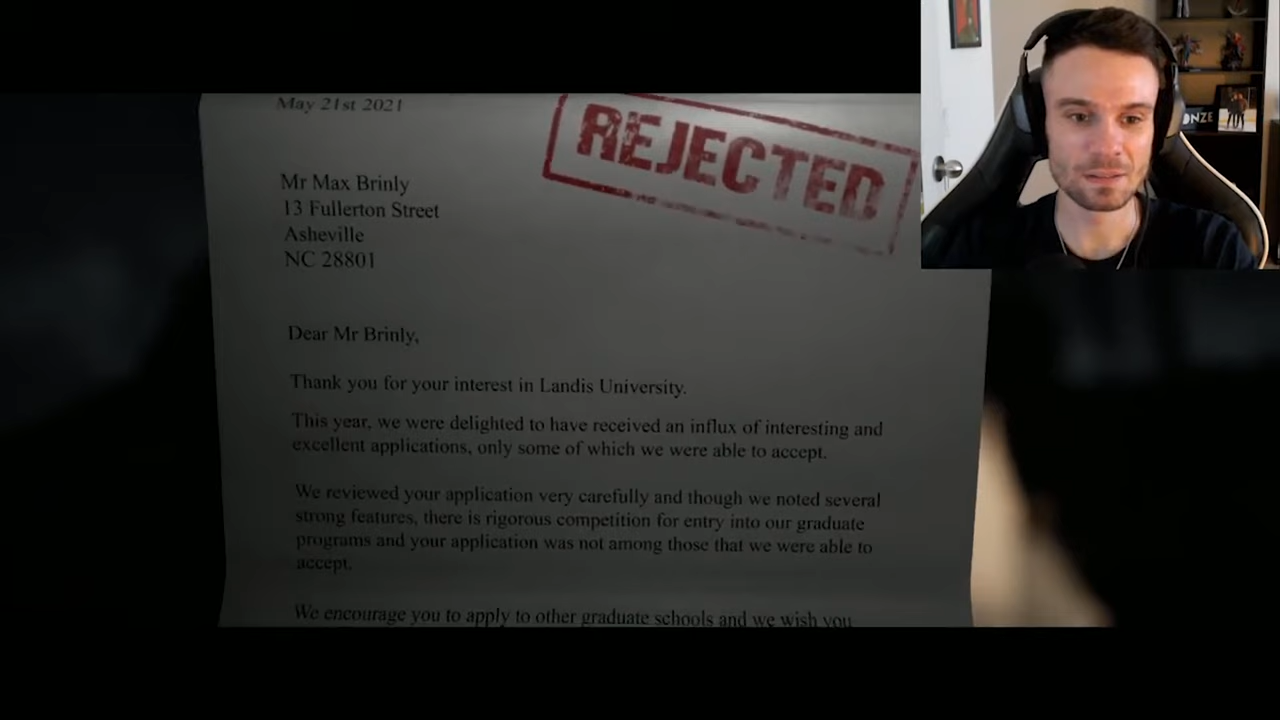 May 21st 2021
REJECTED
Mr Max Brinly
13 Fullerton Street
Asheville
NC 28801
Dear Mr Brinly,
Thank you for your interest in Landis University.
This year, we were delighted to have received an influx of interesting and
excellent applications, only some of which we were able to accept.
We reviewed your application very carefully and though we noted several
strong features, there is rigorous competition for entry into our graduate
programs and your application was not among those that we were able to
accept.
We encourage you to apply to other graduate schools and we wish you
ONZE